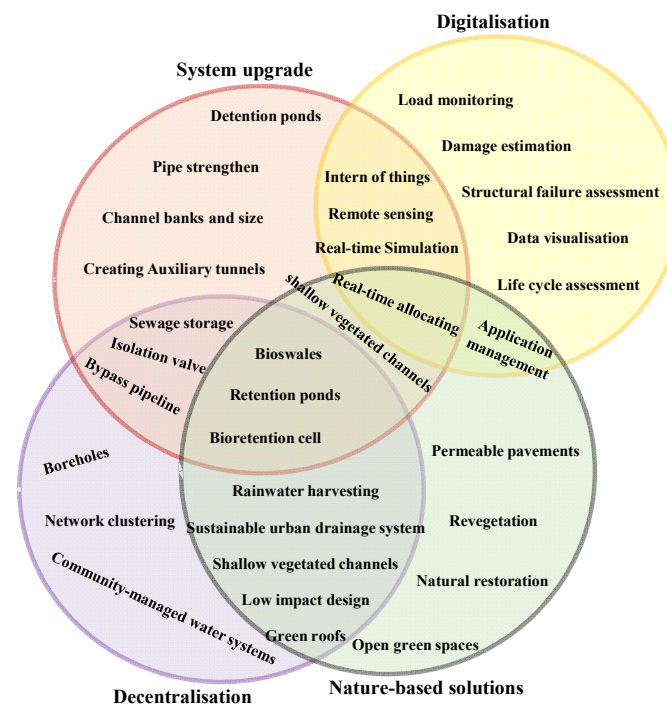 Digitalisation
System upgrade
Load monitoring
Detention ponds
Damage estimation
Pipe strengthen
Intern of things
Structural failure assessment
Channel banks and size
Remote sensing
Data visualisation
Real-time Simulation
Creating Auxiliary tunnels
Life cycle assessment
Real-time allocating
shallow vegetated channels
Application
management
Sewage storage
Isolation valve
Bypass pipeline
Bioswales
Retention ponds
Bioretention cell
Boreholes
Permeable pavements
Rainwater harvesting
Network clustering
Sustainable urban drainage system
Revegetation
Shallow vegetated channels
Natural restoration
Low impact design
Community-managed water systems
Green roofs
Open green spaces
Decentralisation
Nature-based solutions